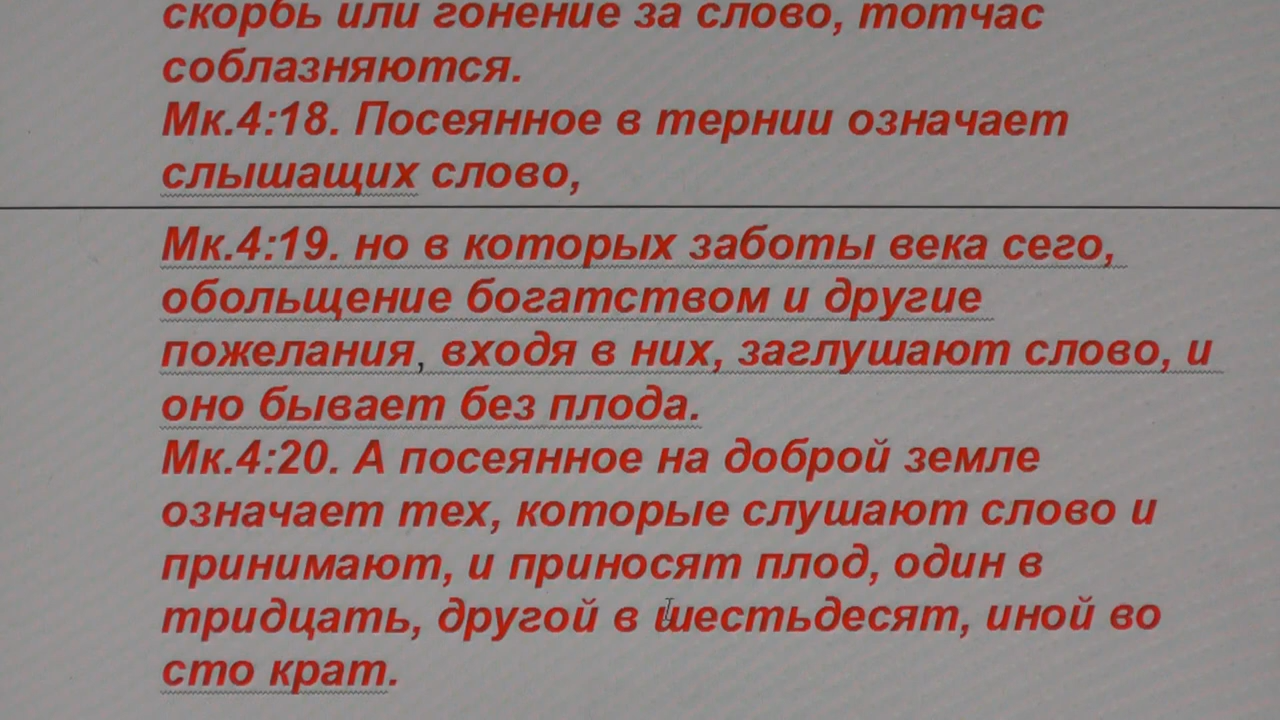 скорбь или гонение за слово, тотчас
соблазняются.
Мк.4:18. Посеянное в тернии означает
слышащих слово,
Мк.4:19. но в которых заботы века сего,
обольщение богатством и другие
пожелания, входя в них, заглушают слово, и
оно бывает без плода.
Мк.4:20. А посеянное на доброй земле
означает тех, которые слушают слово и
принимают, и приносят плод, один в
тридцать, другой в шестьдесят, иной во
сто крат.